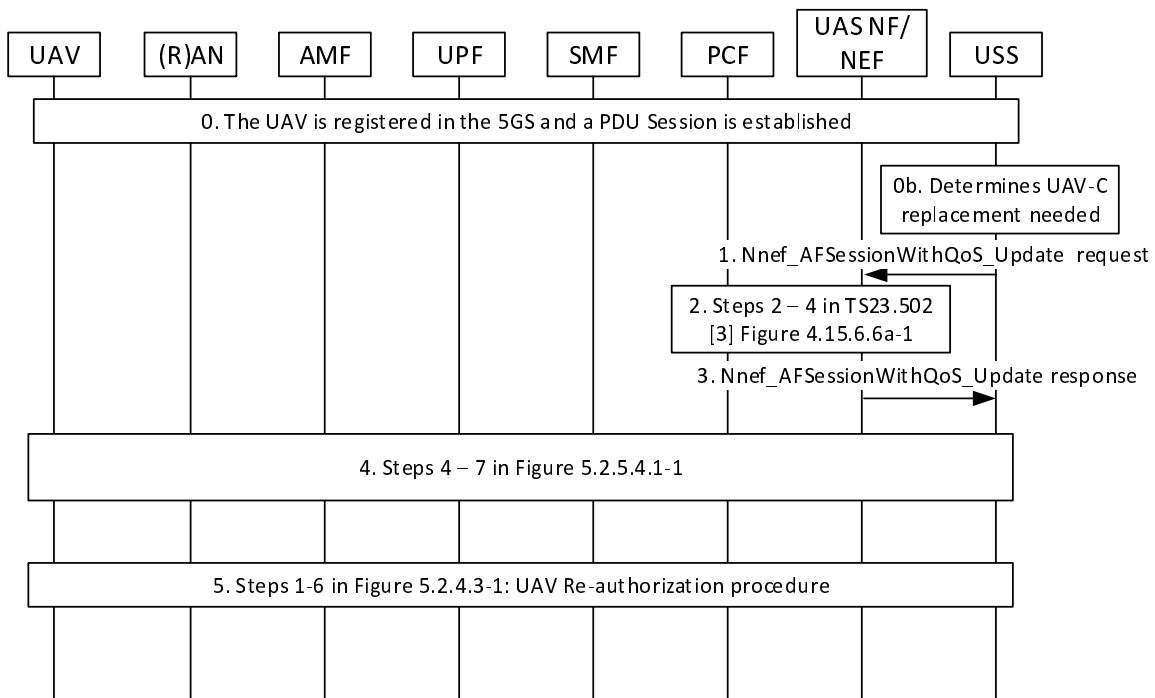 UAV
(R)AN
AMF
UPF
SMF
PCF
UAS NF/
NEF
USS
0. The UAV is registered in the 5GS and a PDU Session is established
0b. Determines UAV-C
replacement needed
1. Nnef_AFSessionWithQoS_Update request
2. Steps 2 – 4 in TS23.502
[3] Figure 4.15.6.6a-1
3. Nnef_AFSessionWithQoS_Update response
4. Steps 4 – 7 in Figure 5.2.5.4.1-1
5. Steps 1-6 in Figure 5.2.4.3-1: UAV Re-authorization procedure